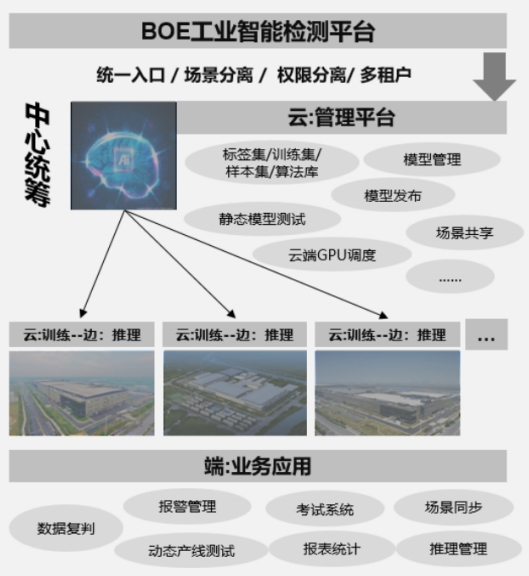 BOE工业智能检测平台
统一入口 / 场景分离 / 权限分离/ 多租户
中心统筹
AI
云:管理平台
标签集/训练集/
样本集/算法库
模型管理
模型发布
静态模型测试
场景共享
云端GPU调度
......
云:训练--边：推理
云:训练--边：推理
云:训练--边：推理
...
端:业务应用
数据复判
报警管理
考试系统
场景同步
动态产线测试
报表统计
推理管理